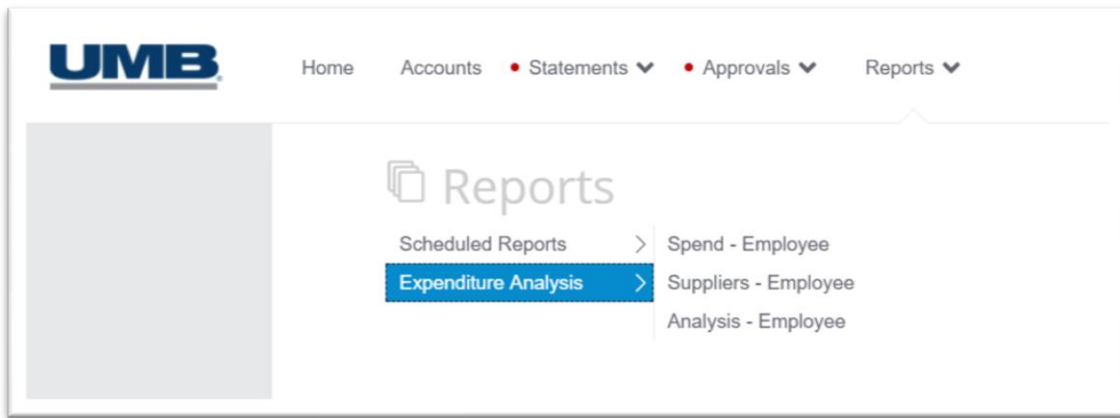 UMB
Home Accounts Statements Approvals Reports
Reports
Scheduled Reports Spend - Employee
Expenditure Analysis Suppliers - Employee
Analysis - Employee